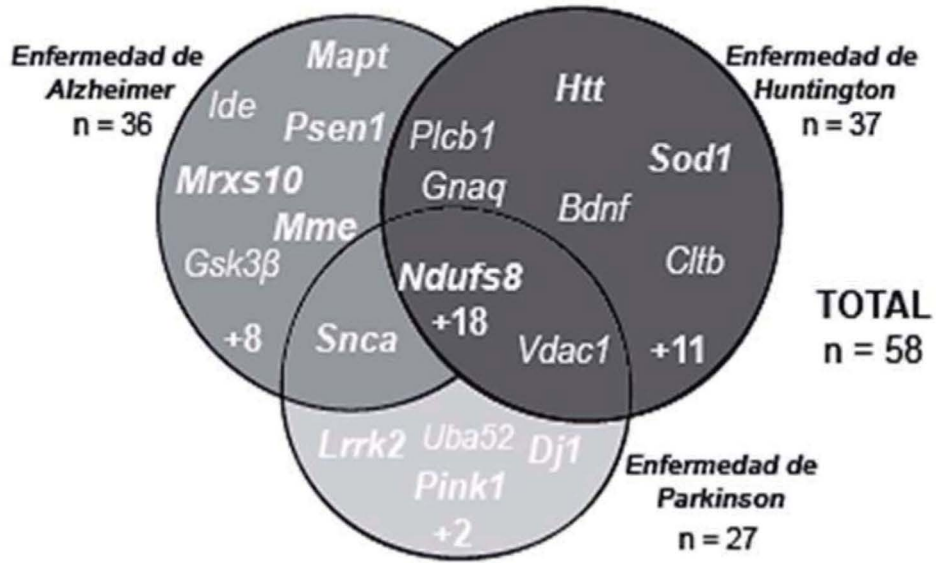 Enfermedad de
Alzheimer
n = 36
Enfermedad de
Huntington
n = 37
Mapt
Ide
Psen1
Mrxs10
Mme
Gsk3β
+8
Plcb1
Gnaq
Htt
Sod1
Bdnf
Cltb
+11
Ndufs8
+18
Snca
Vdac1
TOTAL
n = 58
Lrrk2
Uba52
Dj1
Pink1
+2
Enfermedad de
Parkinson
n = 27